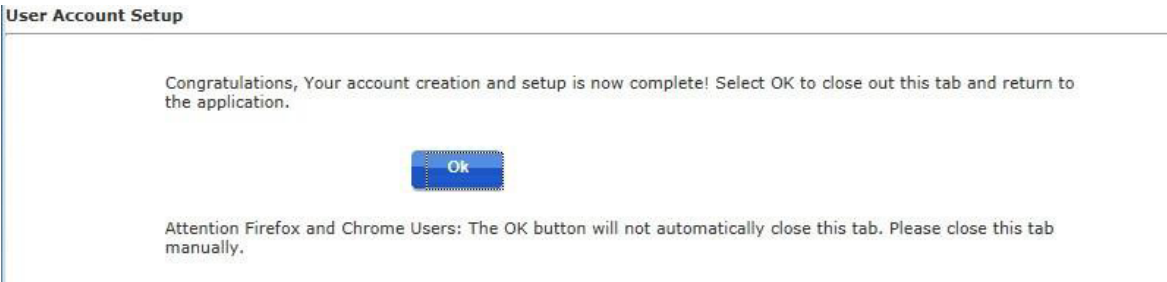 User Account Setup
Congratulations, Your account creation and setup is now complete! Select OK to close out this tab and return to
the application.
Ok
Attention Firefox and Chrome Users: The OK button will not automatically close this tab. Please close this tab
manually.